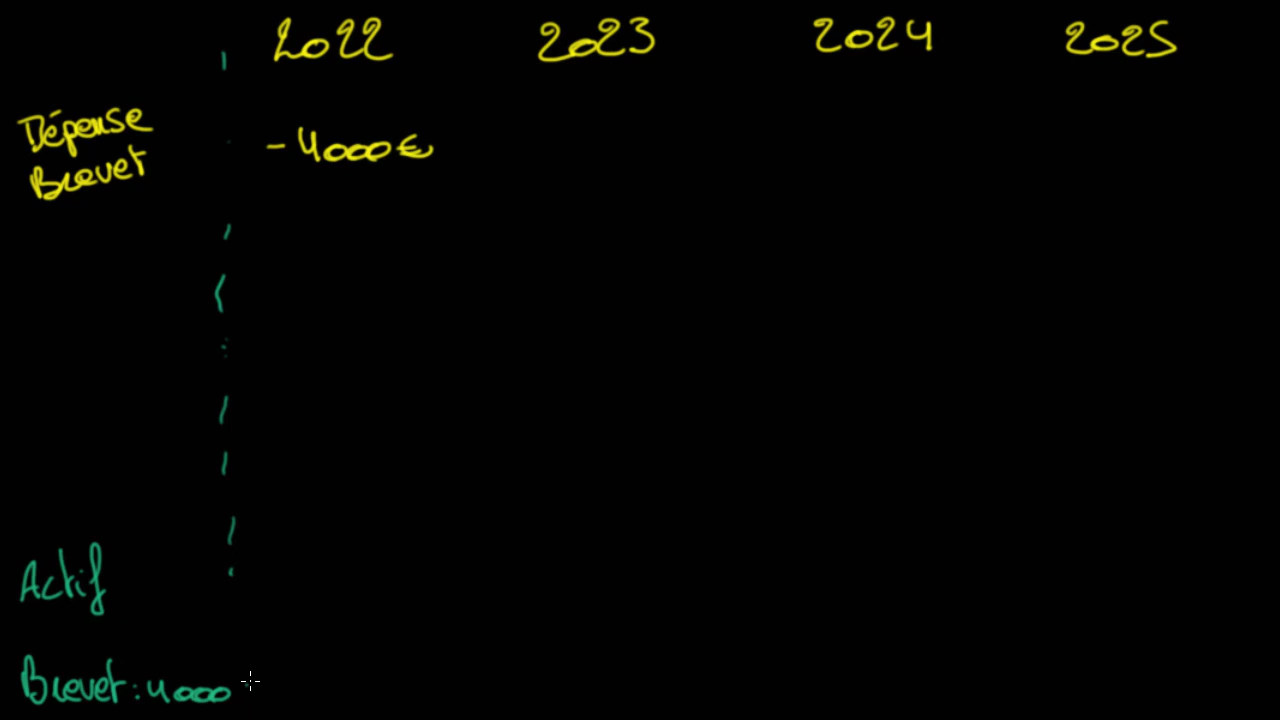 2022 2023 2024 2025
Dépense
Brevet
- 4000€
Actif
Brevet : 4000